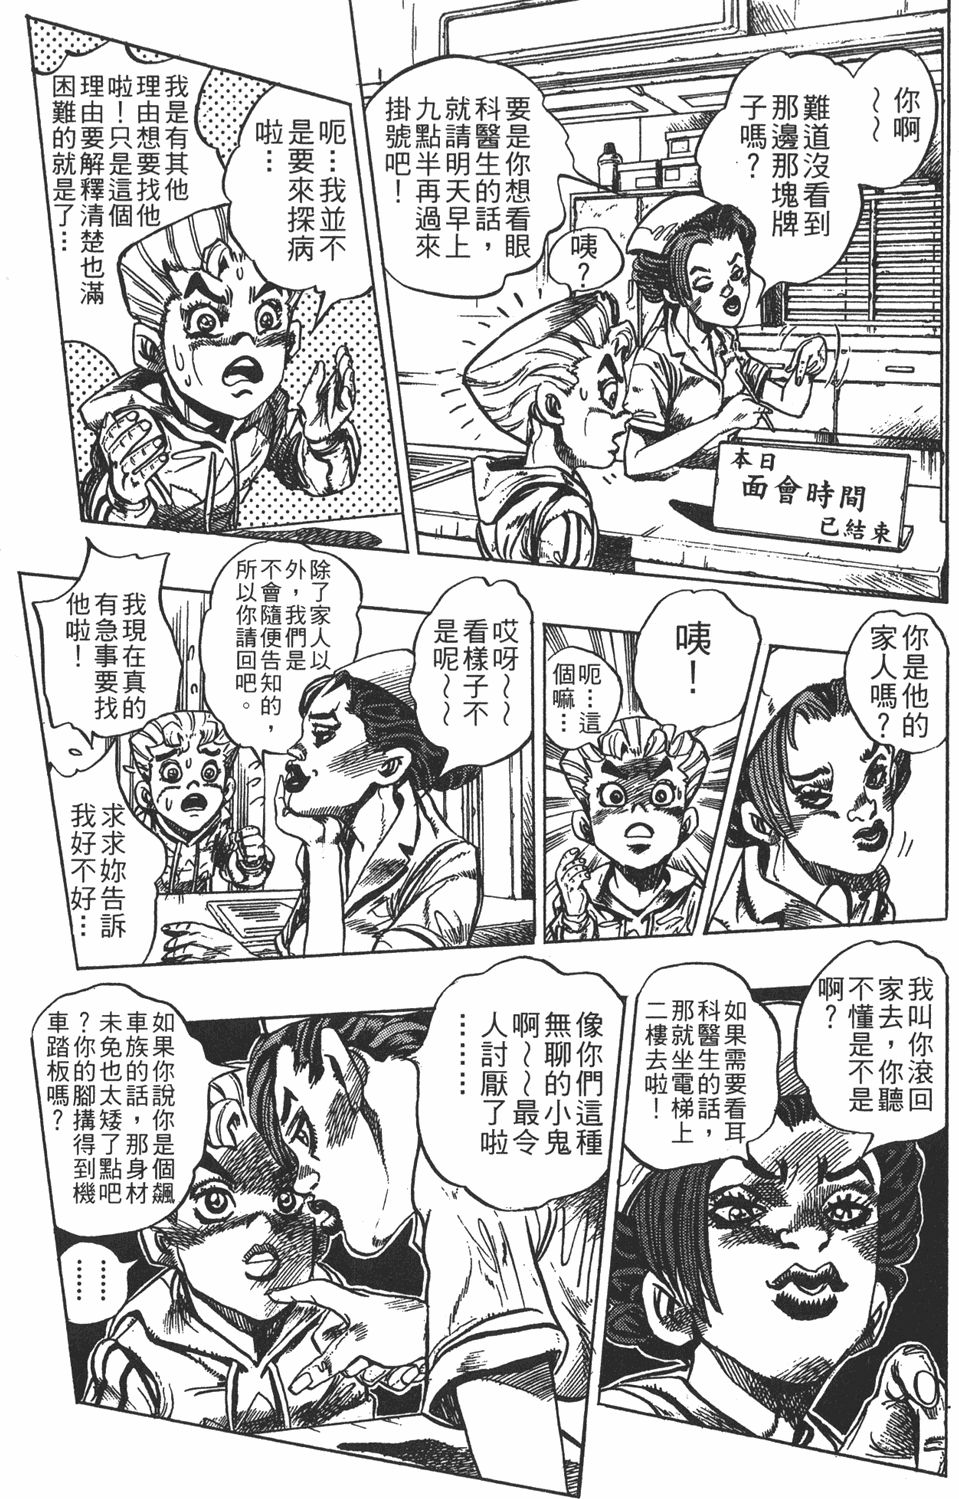 你啊
～～
難道沒看到
那邊那塊牌
子嗎？
要是你想看眼
科醫生的話，
就請明天早上
九點半再過來
掛號吧！
咦？
本日
面會時間
已結束
呃…我並不
是要來探病
啦…
我是有其他
理由想要找他
啦！只是這個
理由要解釋清楚也滿
困難的就是了…
你是他的
家人嗎？
咦！
呃…這
個嘛…
哎呀～～
看樣子不
是呢～～
除了家人以
外，我們是
不會隨便告知的，
所以你請回吧。
我現在真的
有急事要找
他啦！
求求妳告訴
我好不好…
我叫你滾回
家去，你聽
不懂是不是
啊？
如果需要看耳
科醫生的話，
那就坐電梯上
二樓去啦！
像你們這種
無聊的小鬼
啊～～最令
人討厭了啦
………
如果你說你是個飆
車族的話，那身材
未免也太矮了點吧
？你的腳搆得到機
車踏板嗎？
……
……